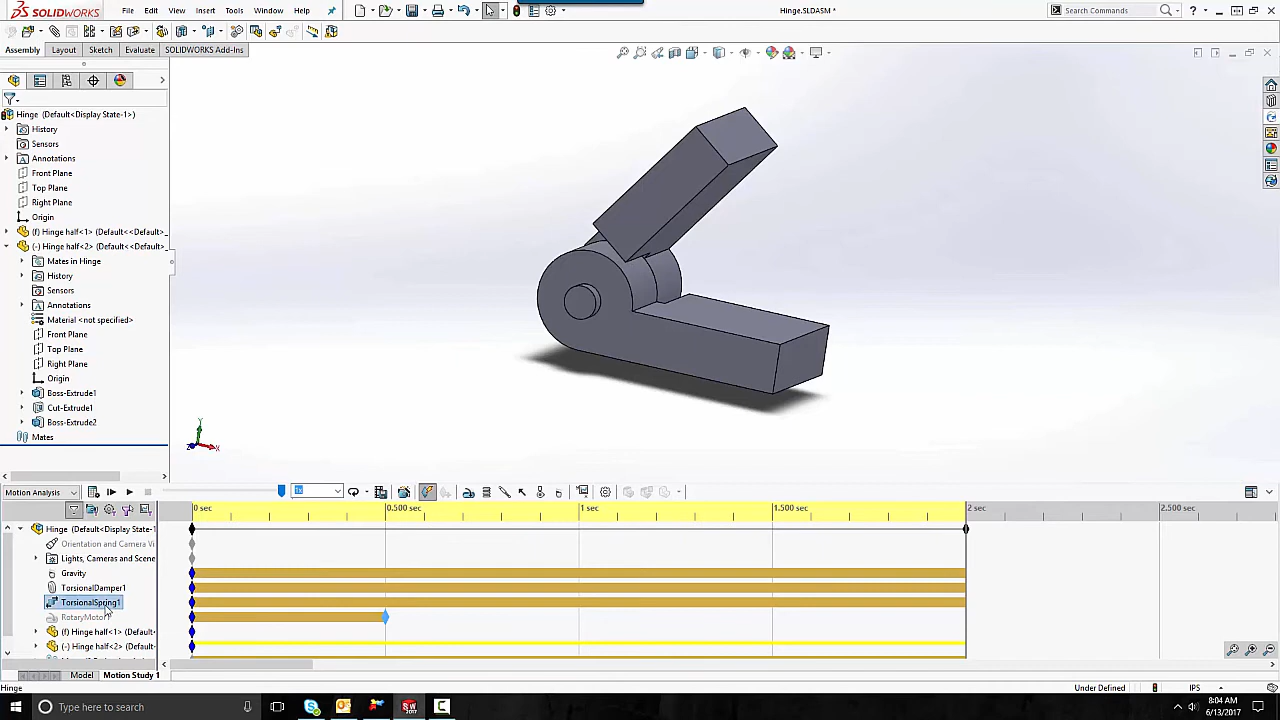 SOLIDWORKS
File Edit View Insert Tools Window Help
Hinge.SLDASM *
Search Commands
Assembly Layout Sketch Evaluate SOLIDWORKS Add-Ins
Hinge (Default<Display State-1>)
History
Sensors
Annotations
Front Plane
Top Plane
Right Plane
Origin
(f) Hinge half<1> (Default<<Default>_
(-) Hinge half<2> (Default<<Default>_
Mates in Hinge
History
Sensors
Annotations
Material <not specified>
Front Plane
Top Plane
Right Plane
Origin
Boss-Extrude1
Cut-Extrude1
Boss-Extrude2
Mates
Y
X
Z
Motion Analysis
1x
0 sec 0.500 sec 1 sec 1.500 sec 2 sec 2.500 sec
Hinge (Default<Display State-1
Orientation and Camera Vi
Lights, Cameras and Scene
Gravity
TorsionalDamper1
TorsionalSpring1
RotaryMotor1
(f) Hinge half<1> (Default
(-) Hinge half<2> (Default
Model Motion Study 1
Hinge
Under Defined
IPS
Type here to search
SW
2017
8:04 AM
6/13/2017